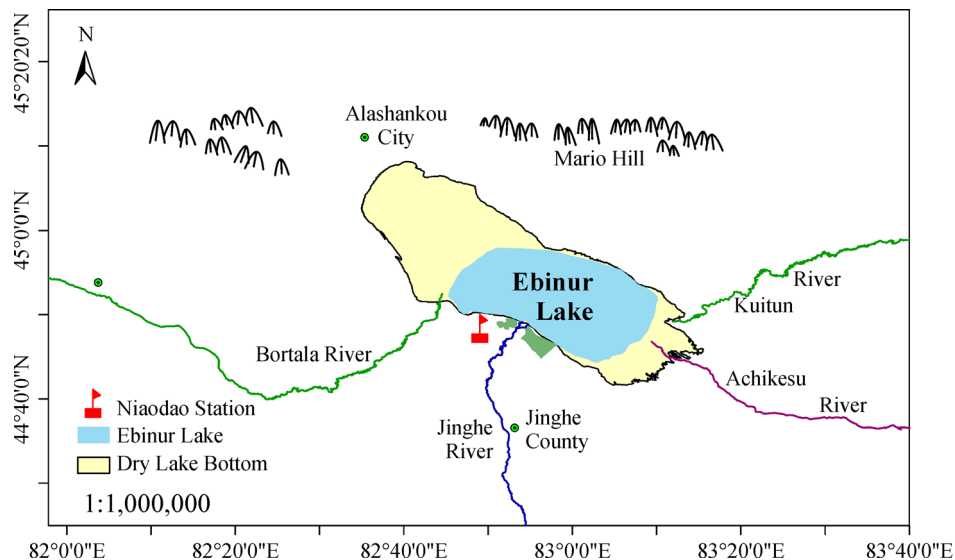 N
45°20'20"N
45°0'0"N
44°40'0"N
Alashankou
City
Mario Hill
Ebinur
Lake
River
Kuitun
Bortala River
Achikesu
River
Jinghe
River
Jinghe
County
Niaodao Station
Ebinur Lake
Dry Lake Bottom
1:1,000,000
82°0'0"E
82°20'0"E
82°40'0"E
83°0'0"E
83°20'0"E
83°40'0"E